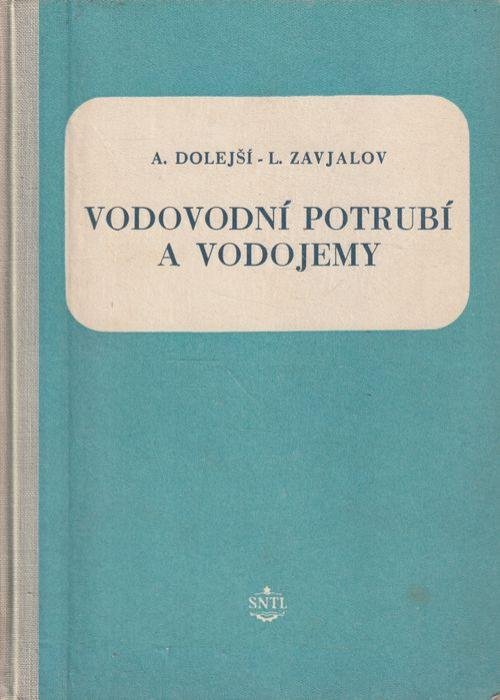 A. DOLEJŠÍ - L. ZAVJALOV
VODOVODNÍ POTRUBÍ
A VODOJEMY
SNTL